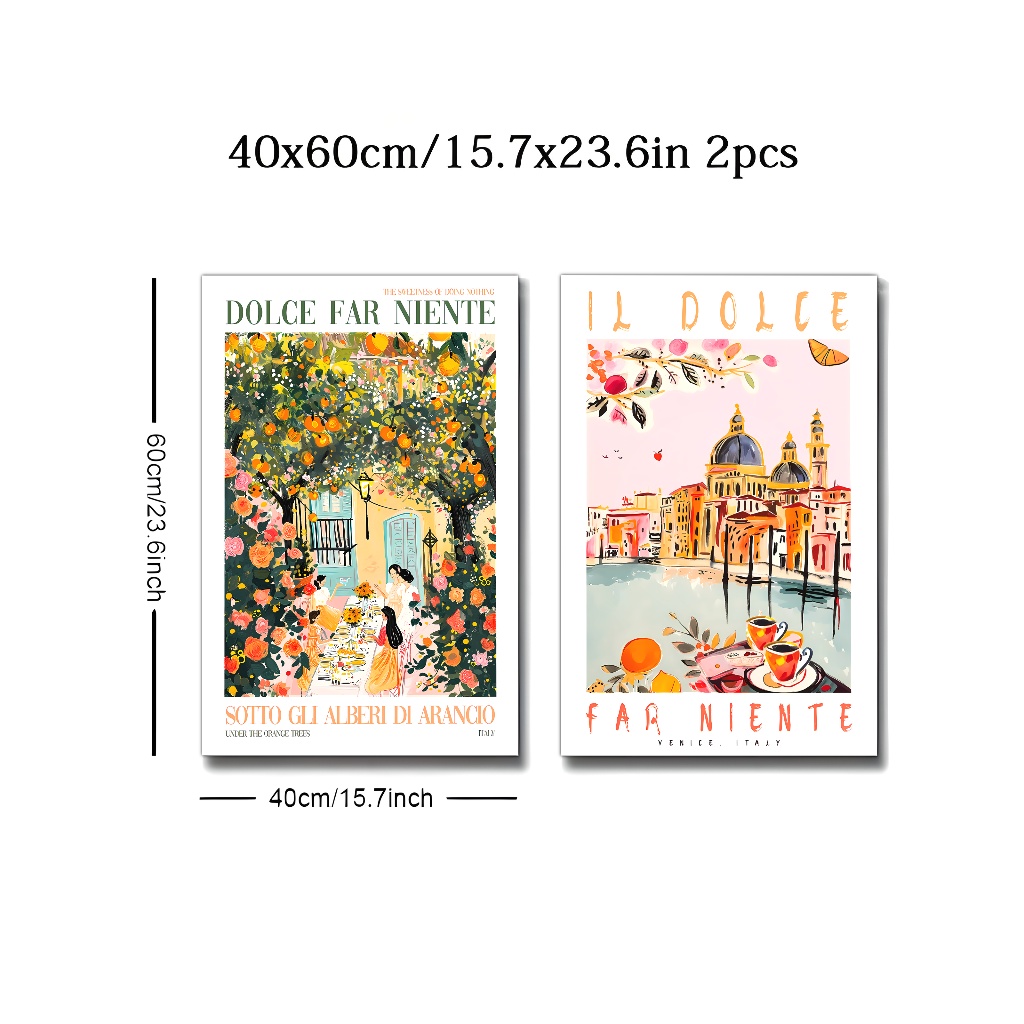 40x60cm/15.7x23.6in 2pcs
THE SWEETNESS OF DOING NOTHING
DOLCE FAR NIENTE
SOTTO GLI ALBERI DI ARANCIO
UNDER THE ORANGE TREES
ITALY
IL DOLCE
FAR NIENTE
VENICE, ITALY
60cm/23.6inch
40cm/15.7inch